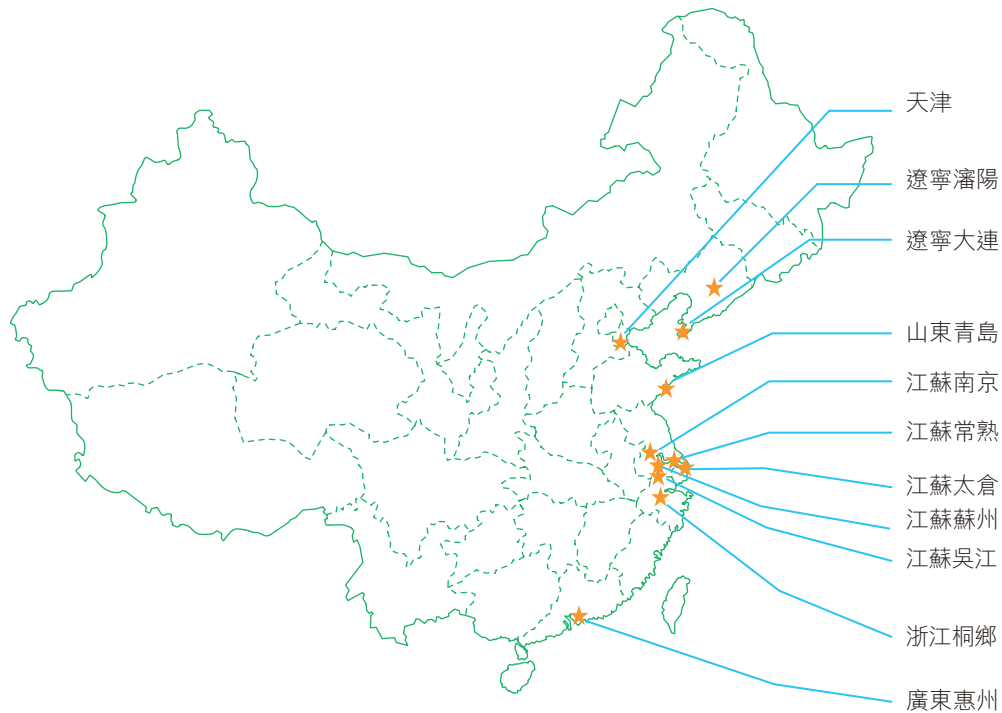 天津
遼寧瀋陽
遼寧大連
山東青島
江蘇南京
江蘇常熟
江蘇太倉
江蘇蘇州
江蘇吳江
浙江桐鄉
廣東惠州